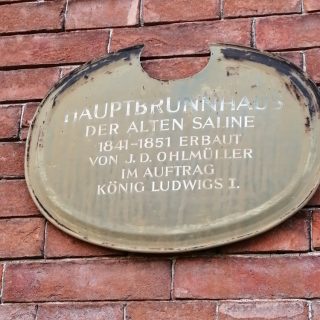 HAUPTBRUNNHAUS
DER ALTEN SALINE
1841-1851 ERBAUT
VON J. D. OHLMÜLLER
IM AUFTRAG
KÖNIG LUDWIGS I.